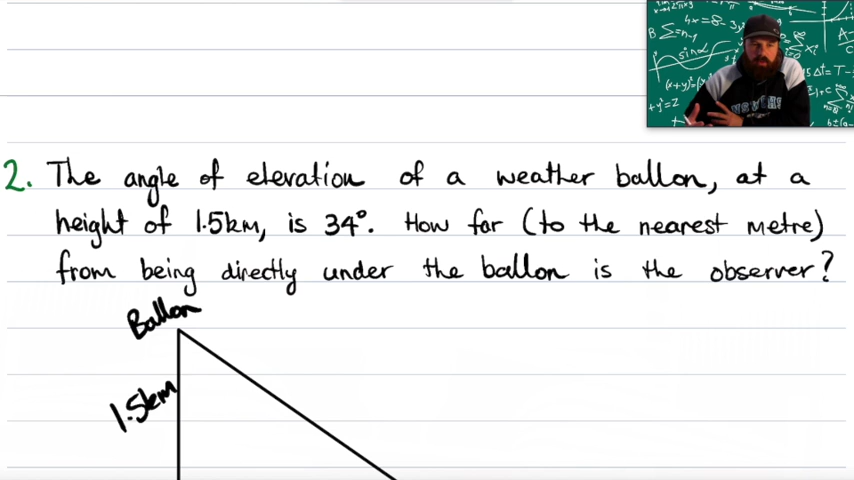 2. The angle of elevation of a weather ballon, at a
height of 1.5km, is 34°. How far (to the nearest metre)
from being directly under the ballon is the observer?
Ballon
1.5km